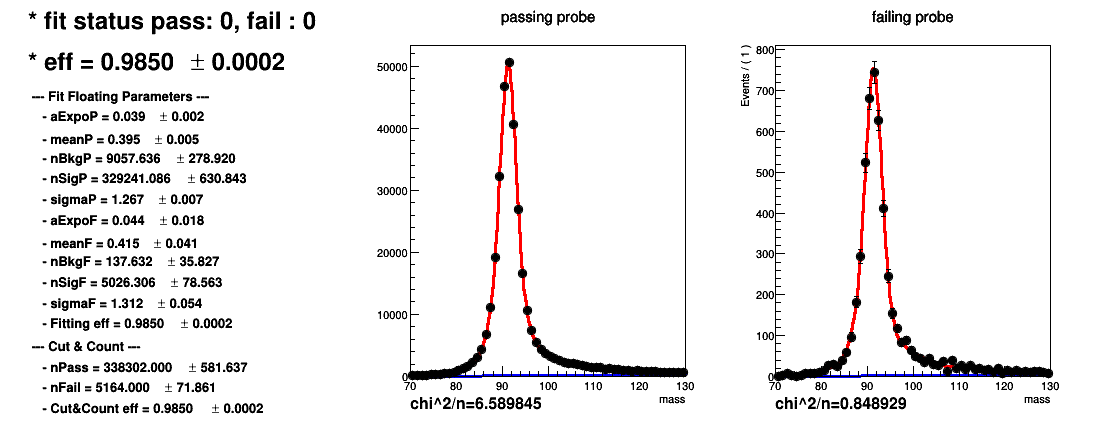 * fit status pass: 0, fail : 0
* eff = 0.9850 ± 0.0002
--- Fit Floating Parameters ---
- aExpoP = 0.039 ± 0.002
- meanP = 0.395 ± 0.005
- nBkgP = 9057.636 ± 278.920
- nSigP = 329241.086 ± 630.843
- sigmaP = 1.267 ± 0.007
- aExpoF = 0.044 ± 0.018
- meanF = 0.415 ± 0.041
- nBkgF = 137.632 ± 35.827
- nSigF = 5026.306 ± 78.563
- sigmaF = 1.312 ± 0.054
- Fitting eff = 0.9850 ± 0.0002
--- Cut & Count ---
- nPass = 338302.000 ± 581.637
- nFail = 5164.000 ± 71.861
- Cut&Count eff = 0.9850 ± 0.0002
passing probe
50000
40000
30000
20000
10000
0
70 80 90 100 110 120 130
mass
chi^2/n=6.589845
failing probe
Events / ( 1 )
800
700
600
500
400
300
200
100
0
70 80 90 100 110 120 130
mass
chi^2/n=0.848929